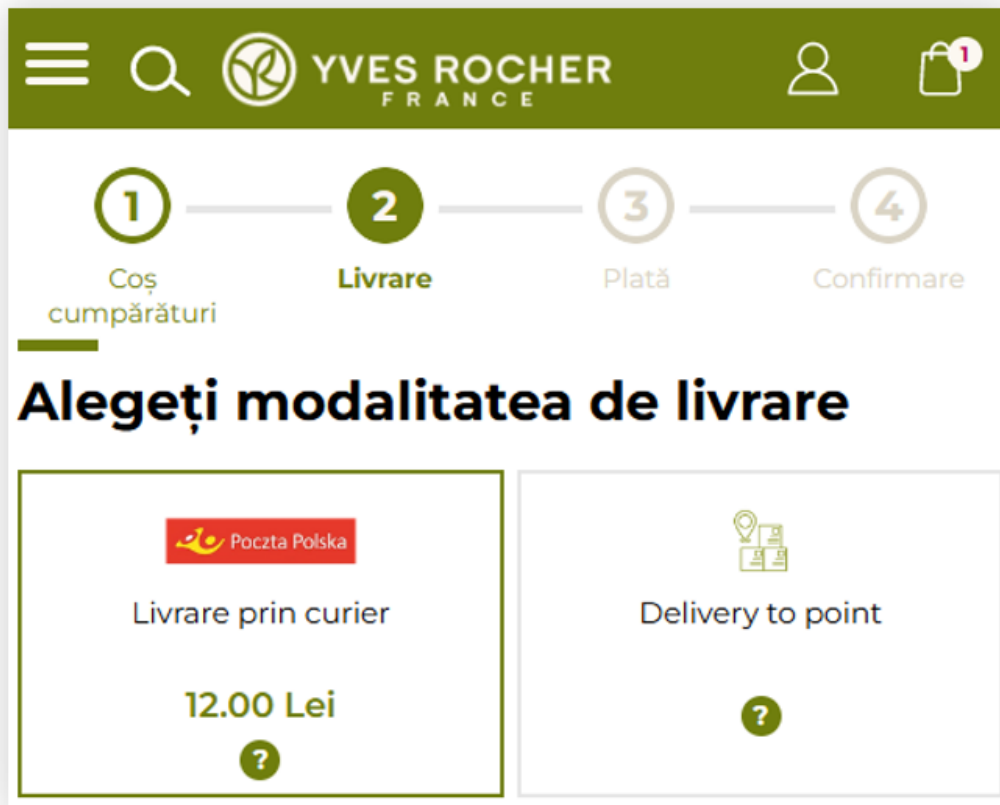 YVES ROCHER
FRANCE
1
1
2
3
4
Coș
cumpărături
Livrare
Plată
Confirmare
Alegeți modalitatea de livrare
Poczta Polska
Livrare prin curier
12.00 Lei
?
Delivery to point
?